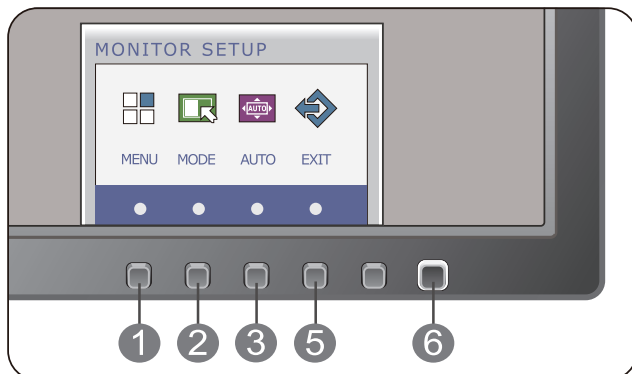 MONITOR SETUP
MENU MODE AUTO EXIT
AUTO
1 2 3 5 6